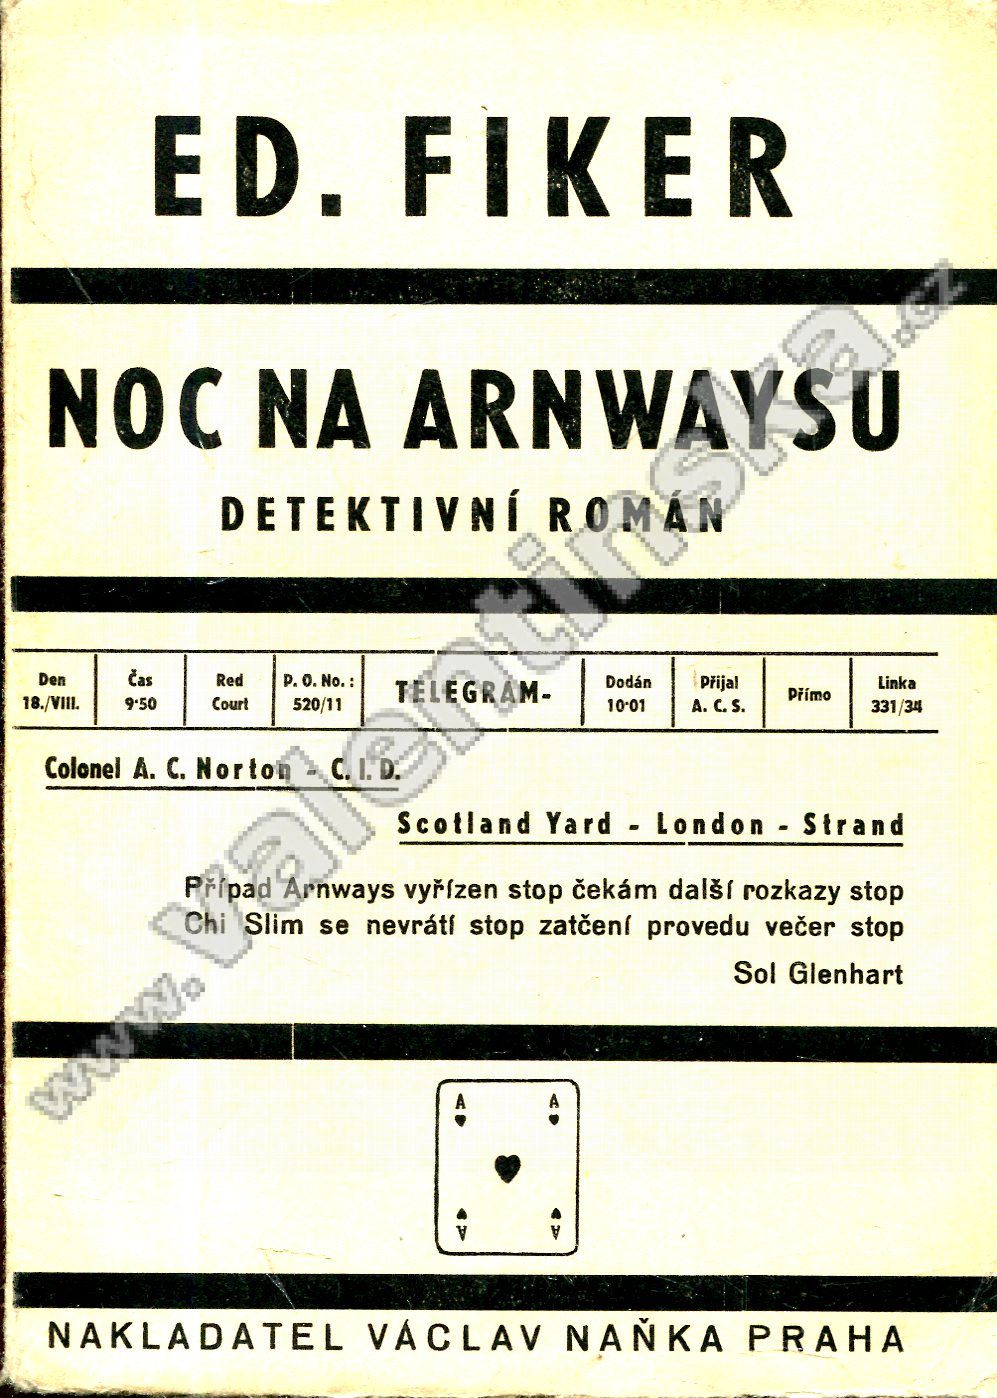 ED. FIKER
NOC NA ARNWAYSU
DETEKTIVNÍ ROMÁN
Den 18./VIII.
Čas 9·50
Red Court
P. O. No.: 520/11
TELEGRAM-
Dodán 10·01
Přijal A. C. S.
Přímo
Linka 331/34
Colonel A. C. Norton - C. I. D.
Scotland Yard - London - Strand
Případ Arnways vyřízen stop čekám další rozkazy stop
Chi Slim se nevrátí stop zatčení provedu večer stop
Sol Glenhart
A A
A A
NAKLADATEL VÁCLAV NAŇKA PRAHA
www.valentinska.cz